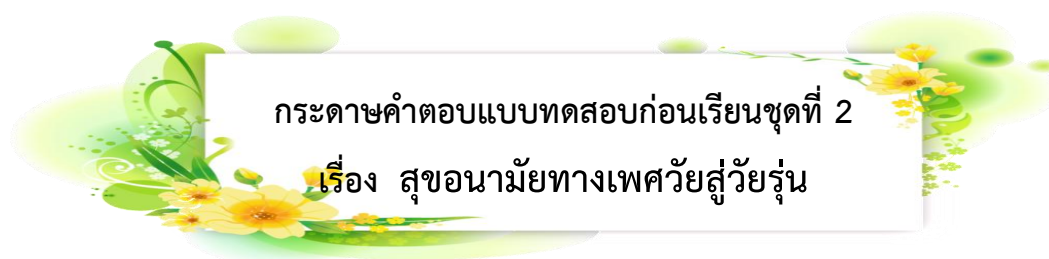 กระดาษคำตอบแบบทดสอบก่อนเรียนชุดที่ 2
เรื่อง สุขอนามัยทางเพศวัยสู่วัยรุ่น